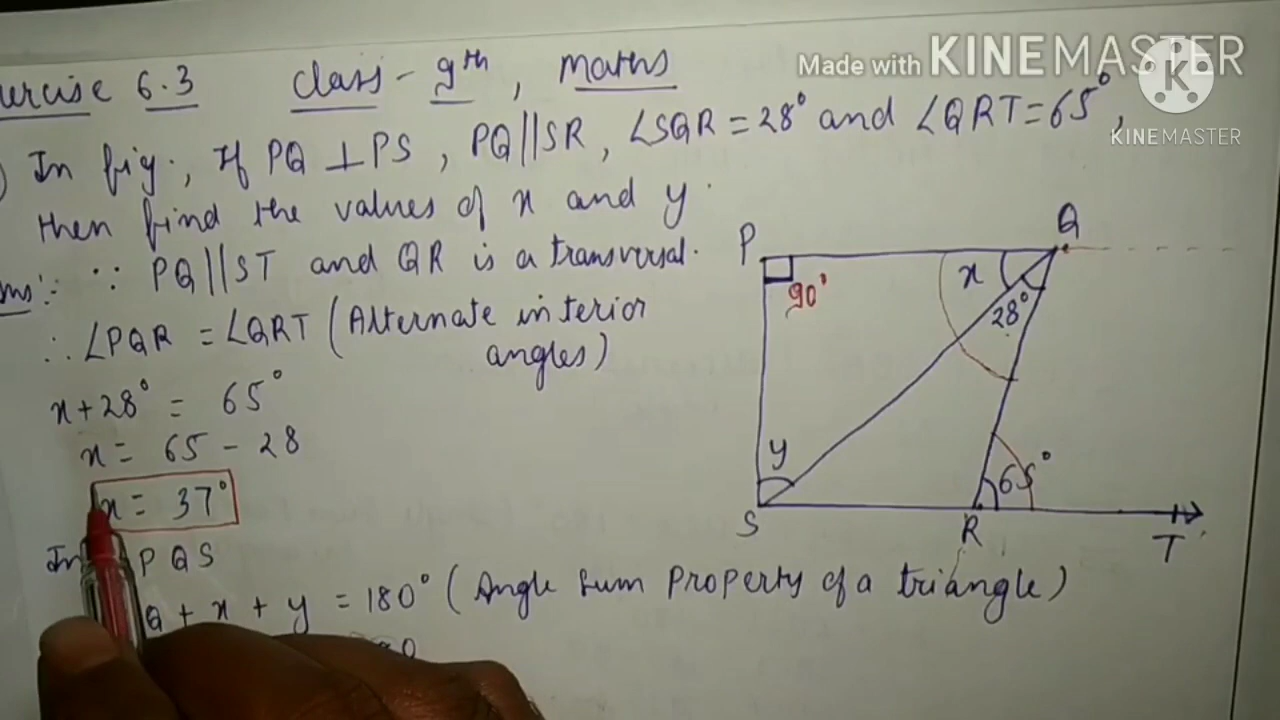 Made with KINEMASTER
K
KINEMASTER
ercise 6.3 Class - 9th, Maths
) In fig., If PQ ⊥ PS, PQ || SR, ∠SQR = 28° and ∠QRT = 65°,
then find the values of x and y.
Ans:- ∵ PQ || ST and QR is a transversal.
∴ ∠PQR = ∠QRT (Alternate interior
angles)
x + 28° = 65°
x = 65 - 28
x = 37°
In PQS
+ x + y = 180° (Angle Sum Property of a triangle)
P
Q
90°
x
28°
y
65°
S
R
T